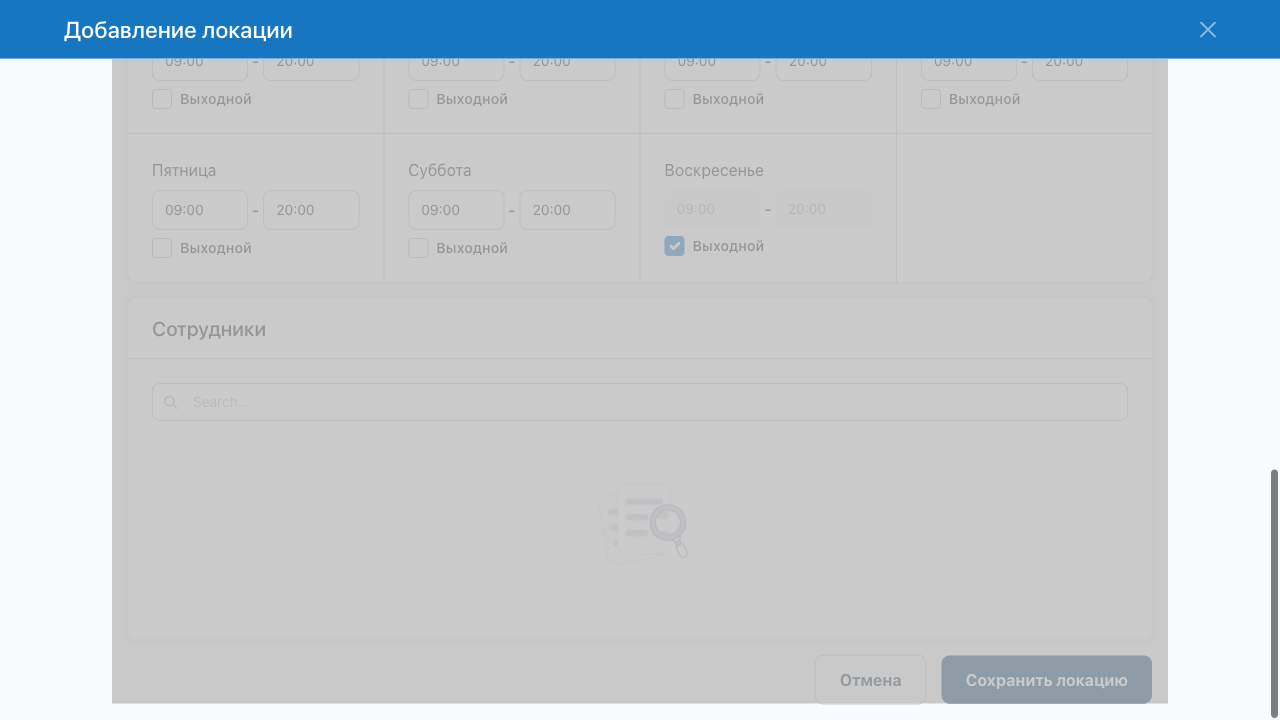 Добавление локации
09:00 - 20:00 09:00 - 20:00 09:00 - 20:00 09:00 - 20:00
Выходной Выходной Выходной Выходной
Пятница Суббота Воскресенье
09:00 - 20:00 09:00 - 20:00 09:00 - 20:00
Выходной Выходной Выходной
Сотрудники
Search...
Отмена Сохранить локацию